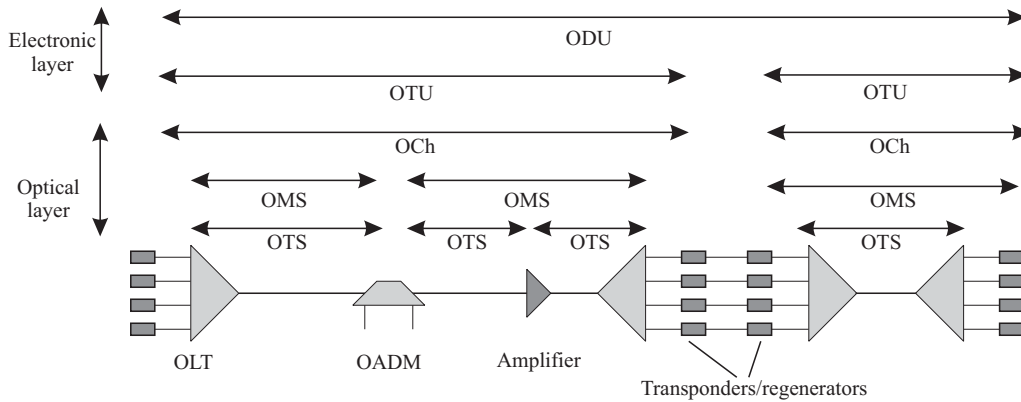 Electronic
layer
ODU
OTU
OTU
OCh
OCh
Optical
layer
OMS
OMS
OMS
OTS
OTS
OTS
OTS
OLT
OADM
Amplifier
Transponders/regenerators